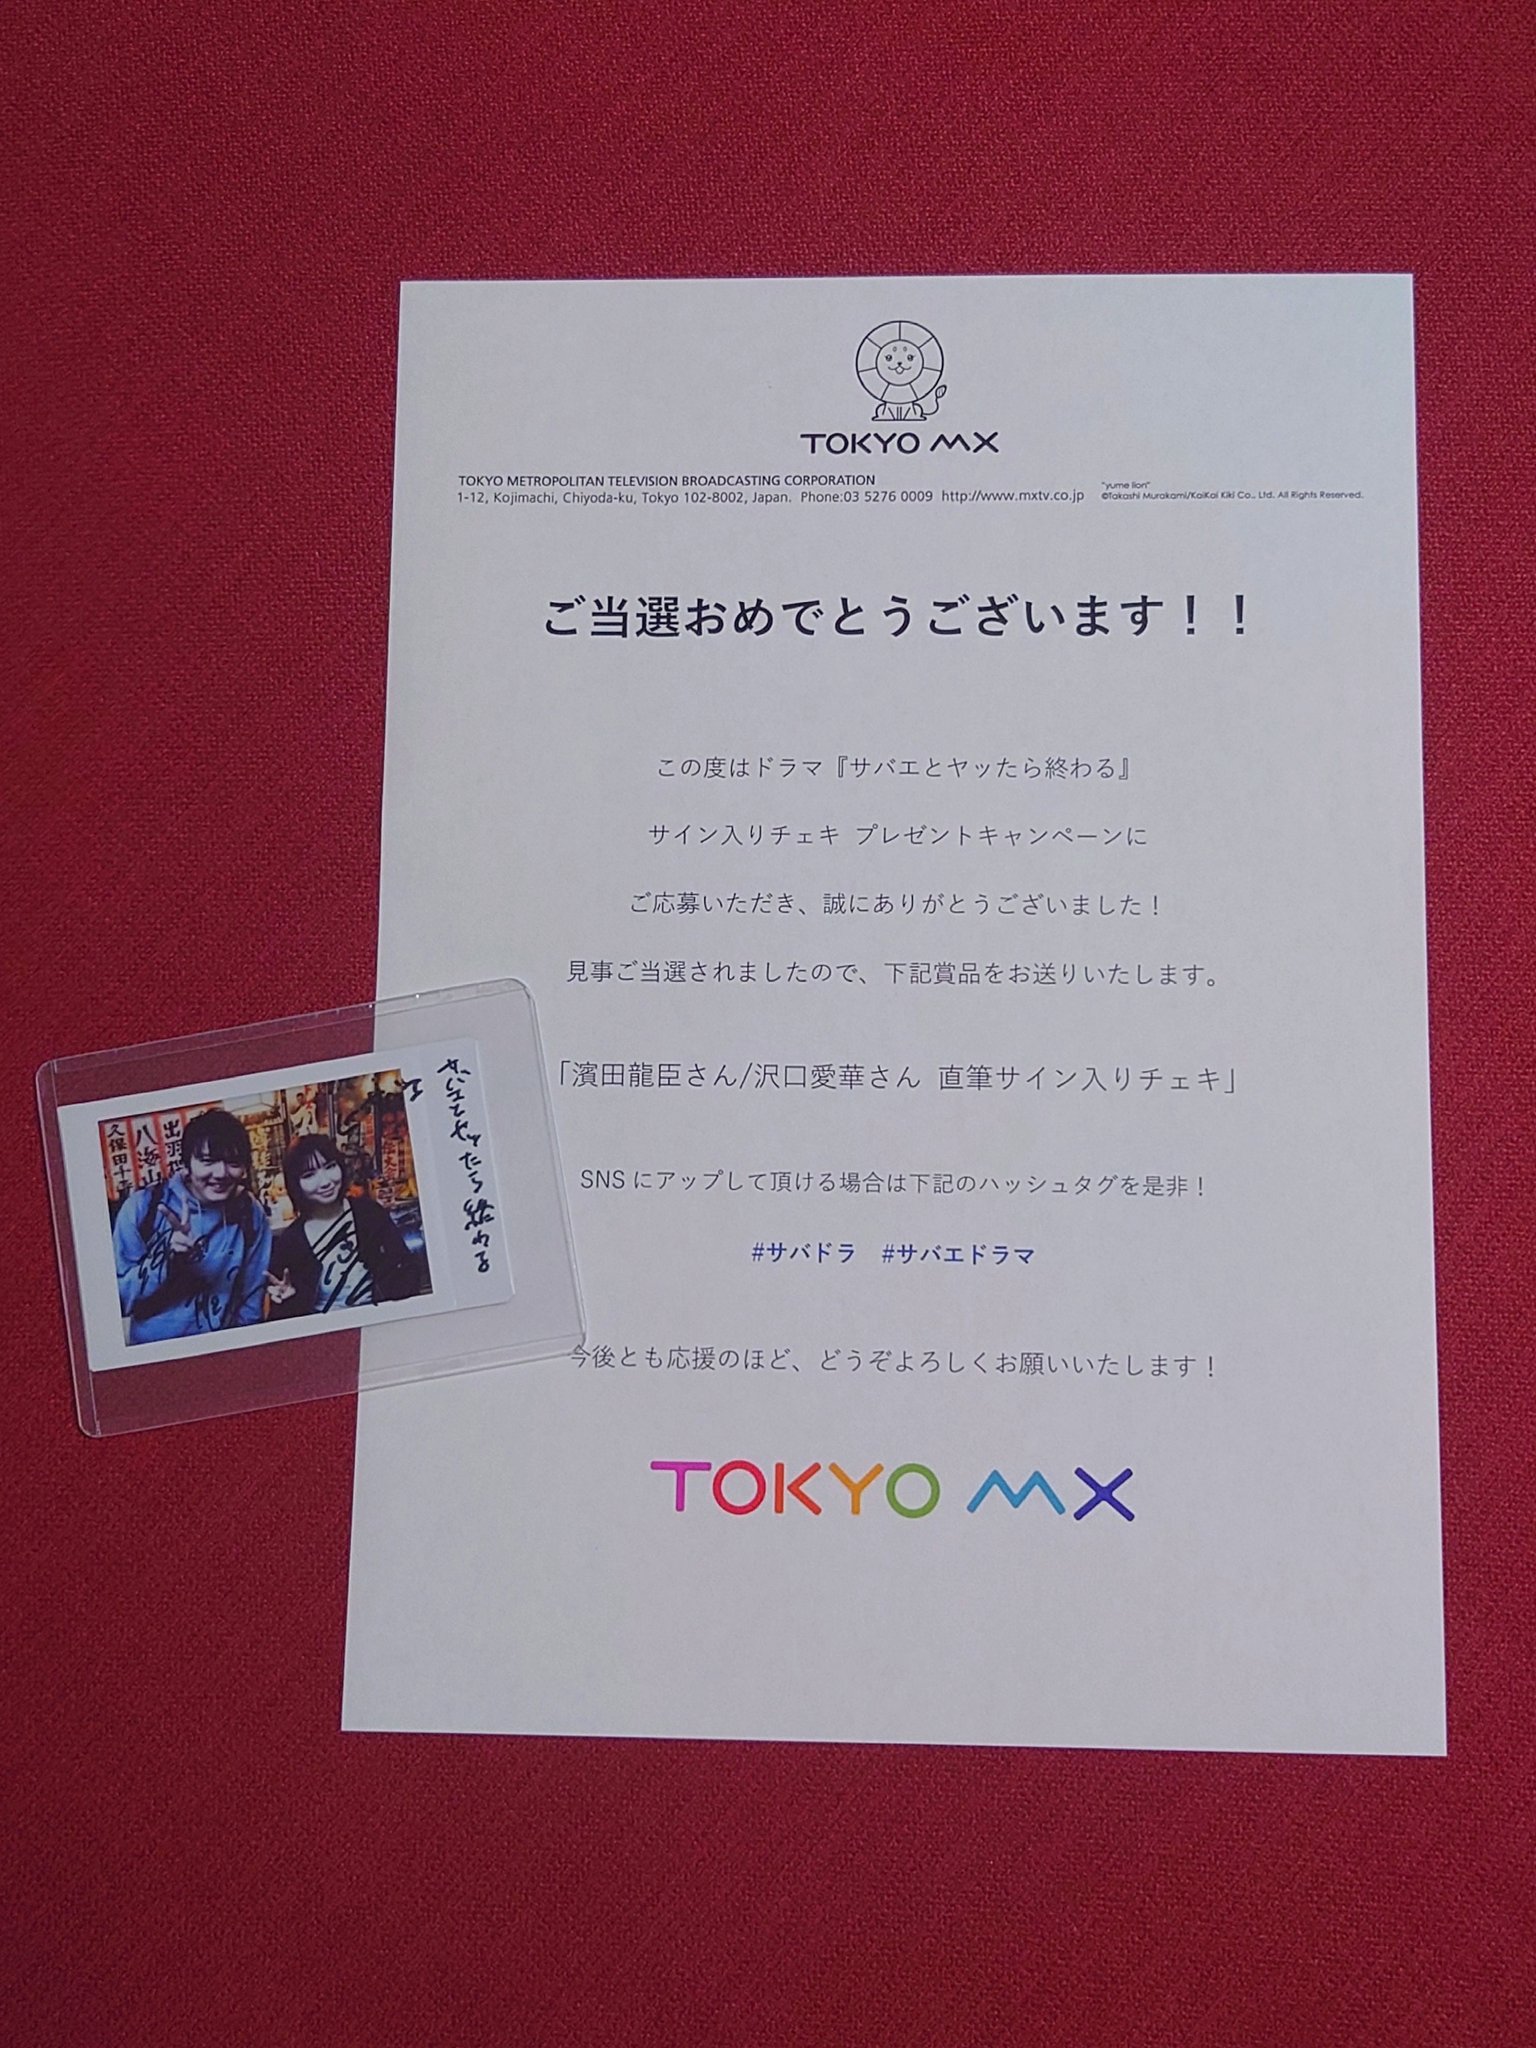 TOKYO MX
TOKYO METROPOLITAN TELEVISION BROADCASTING CORPORATION
1-12, Kojimachi, Chiyoda-ku, Tokyo 102-8002, Japan. Phone:03 5276 0009 http://www.mxtv.co.jp
"yume lion"
©Takashi Murakami/KaiKai Kiki Co., Ltd. All Rights Reserved.
ご当選おめでとうございます！！
この度はドラマ『サバエとヤッたら終わる』
サイン入りチェキ プレゼントキャンペーンに
ご応募いただき、誠にありがとうございました！
見事ご当選されましたので、下記賞品をお送りいたします。
「濱田龍臣さん/沢口愛華さん 直筆サイン入りチェキ」
SNSにアップして頂ける場合は下記のハッシュタグを是非！
#サバドラ #サバエドラマ
今後とも応援のほど、どうぞよろしくお願いいたします！
TOKYO MX
サバエとヤッたら終わる
出羽
八海山
久保田